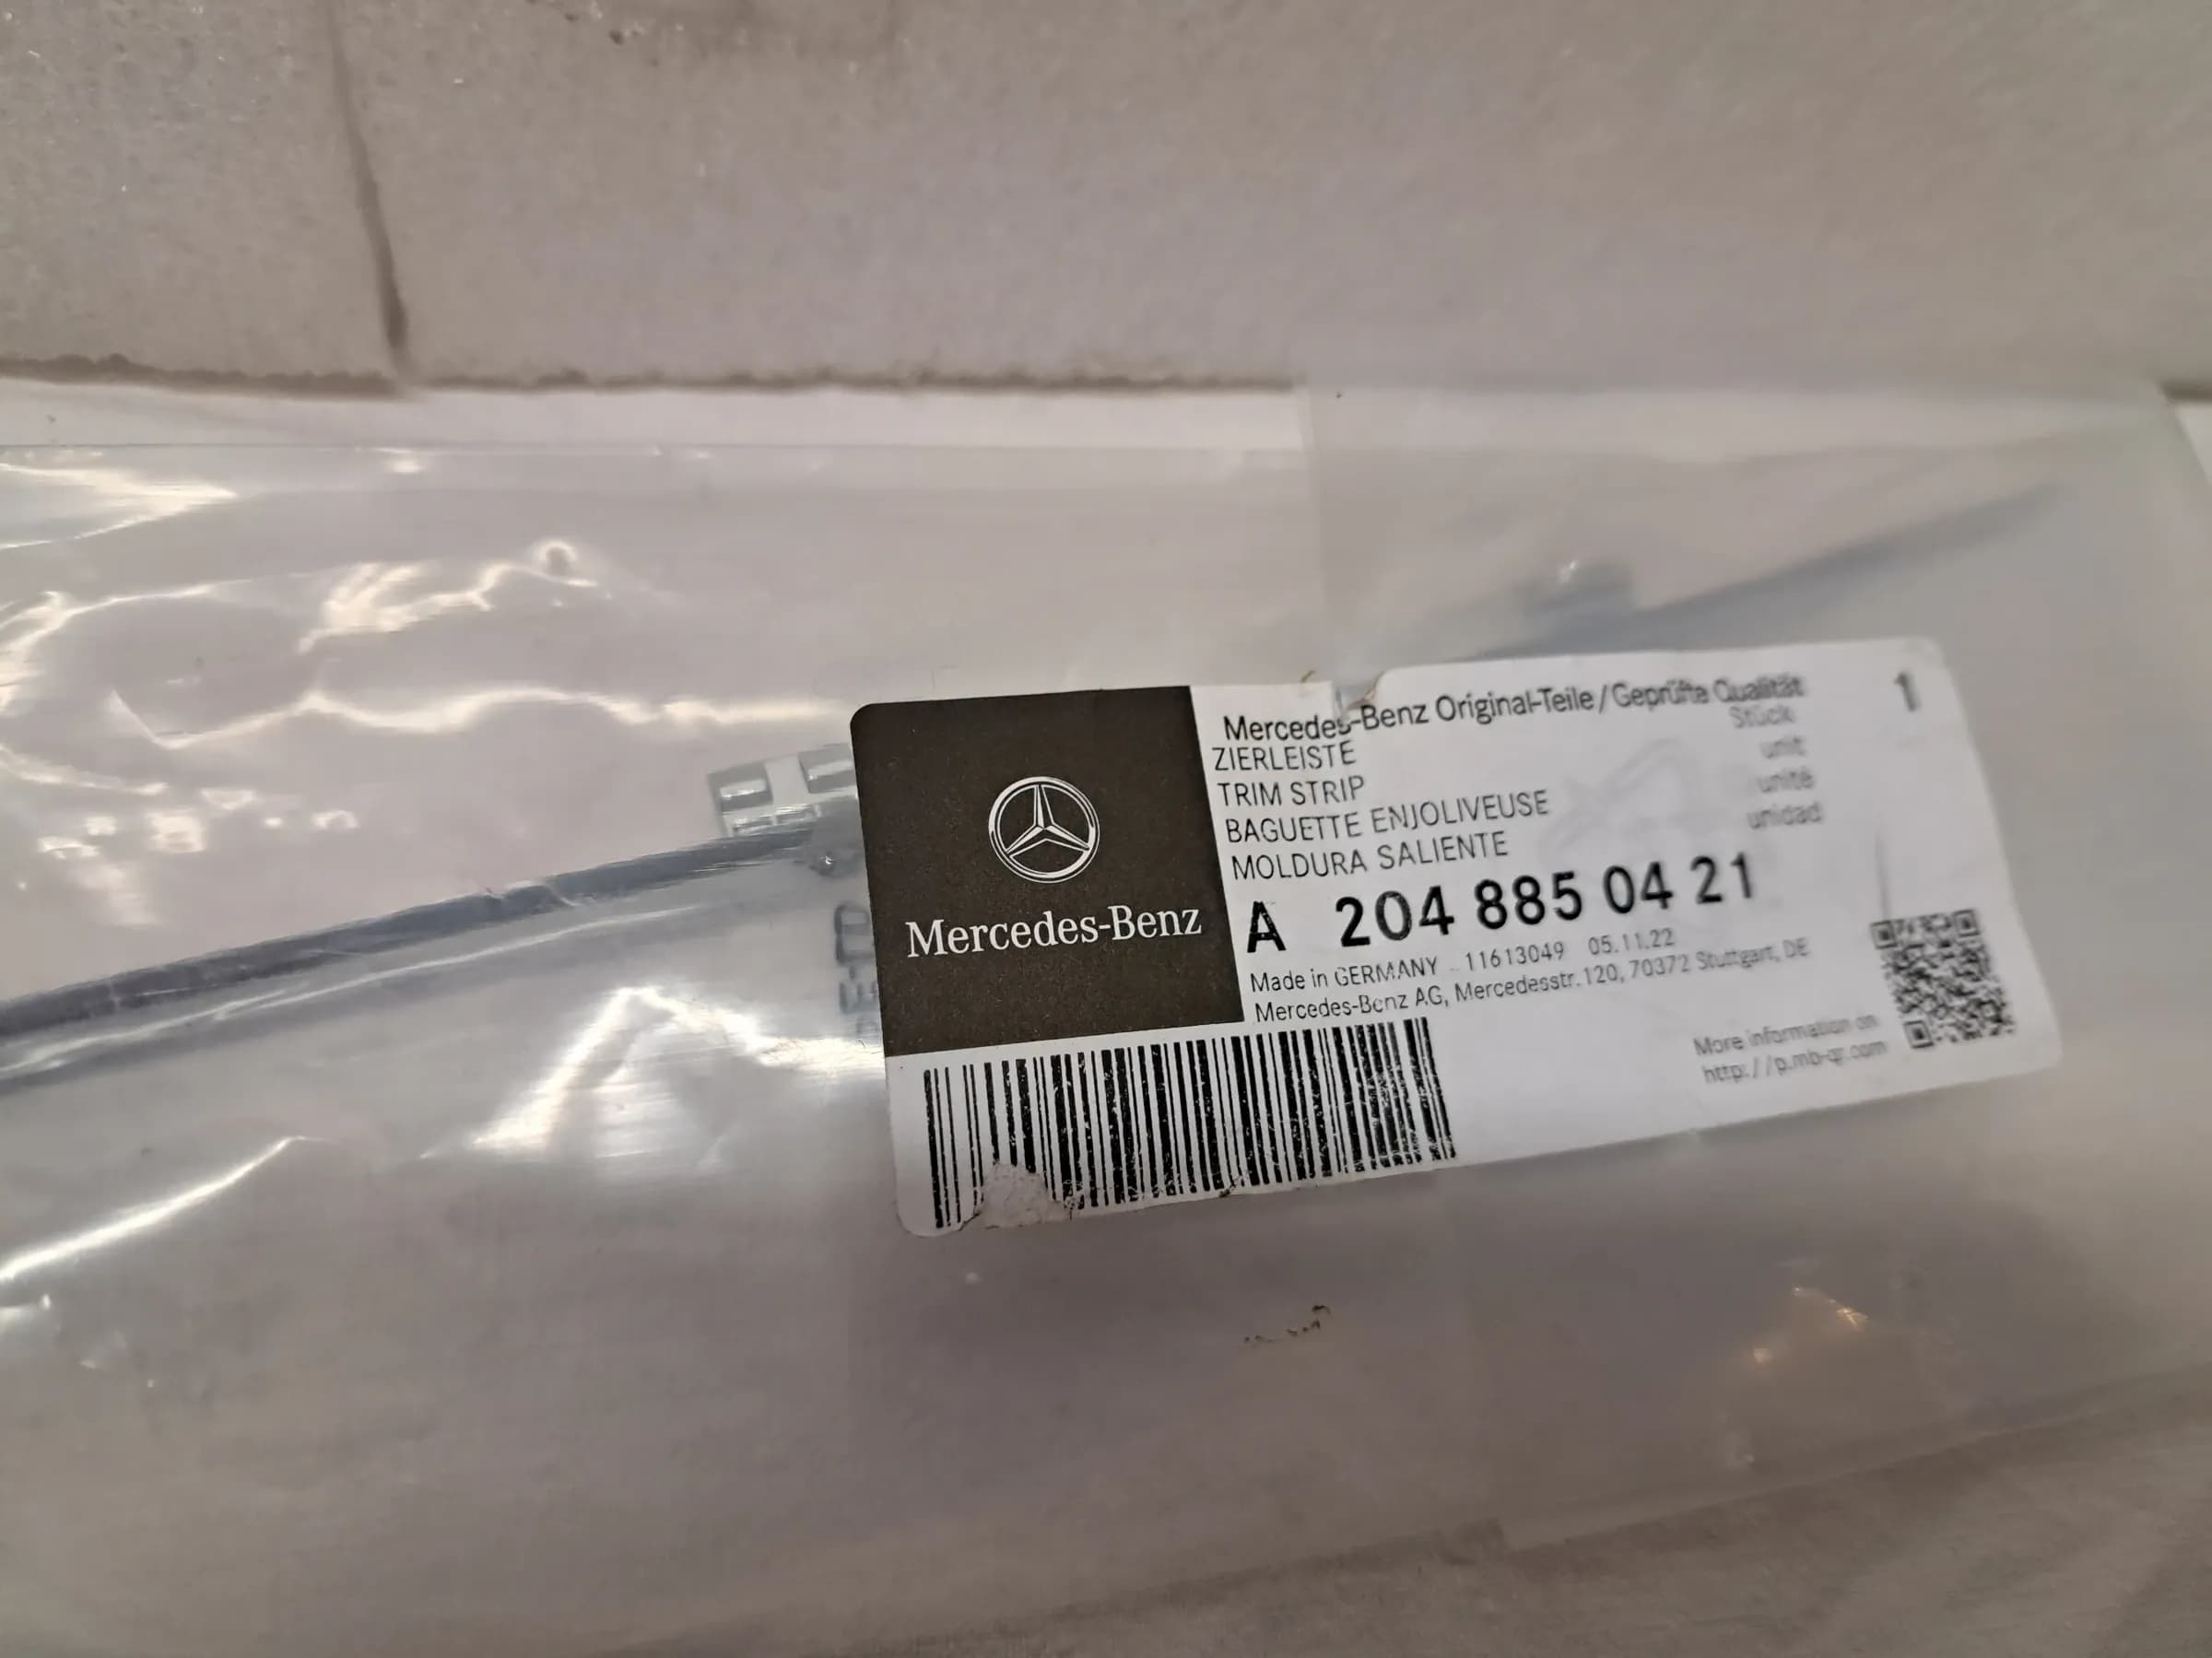 Mercedes-Benz Original-Teile/Geprüfte Qualität 1
ZIERLEISTE Stück
TRIM STRIP unit
BAGUETTE ENJOLIVEUSE unité
MOLDURA SALIENTE unidad
A 204 885 04 21
Made in GERMANY 11613049 05.11.22
Mercedes-Benz AG, Mercedesstr.120, 70372 Stuttgart, DE
Mercedes-Benz
More information on
http://p.mb-qr.com